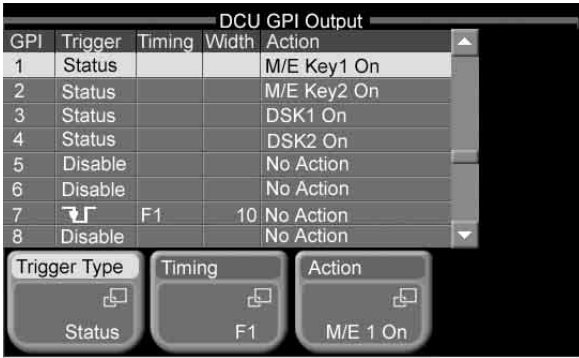 DCU GPI Output
GPI Trigger Timing Width Action
1 Status M/E Key1 On
2 Status M/E Key2 On
3 Status DSK1 On
4 Status DSK2 On
5 Disable No Action
6 Disable No Action
7 F1 10 No Action
8 Disable No Action
Trigger Type Timing Action
Status F1 M/E 1 On